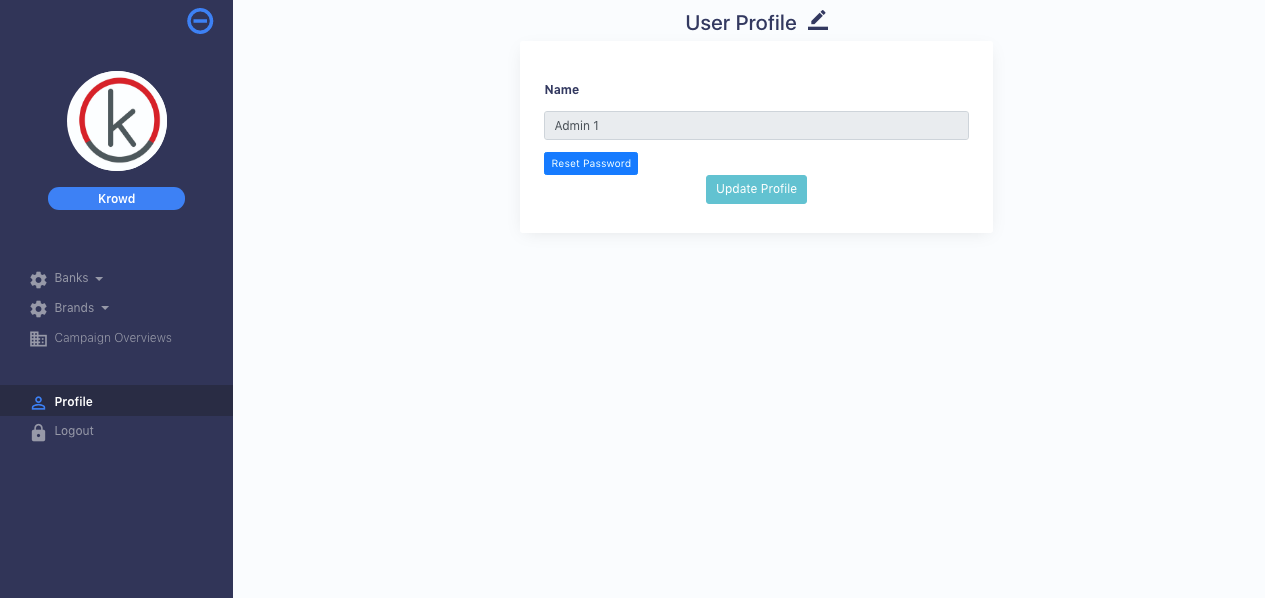 k
Krowd
Banks
Brands
Campaign Overviews
Profile
Logout
User Profile
Name
Admin 1
Reset Password
Update Profile